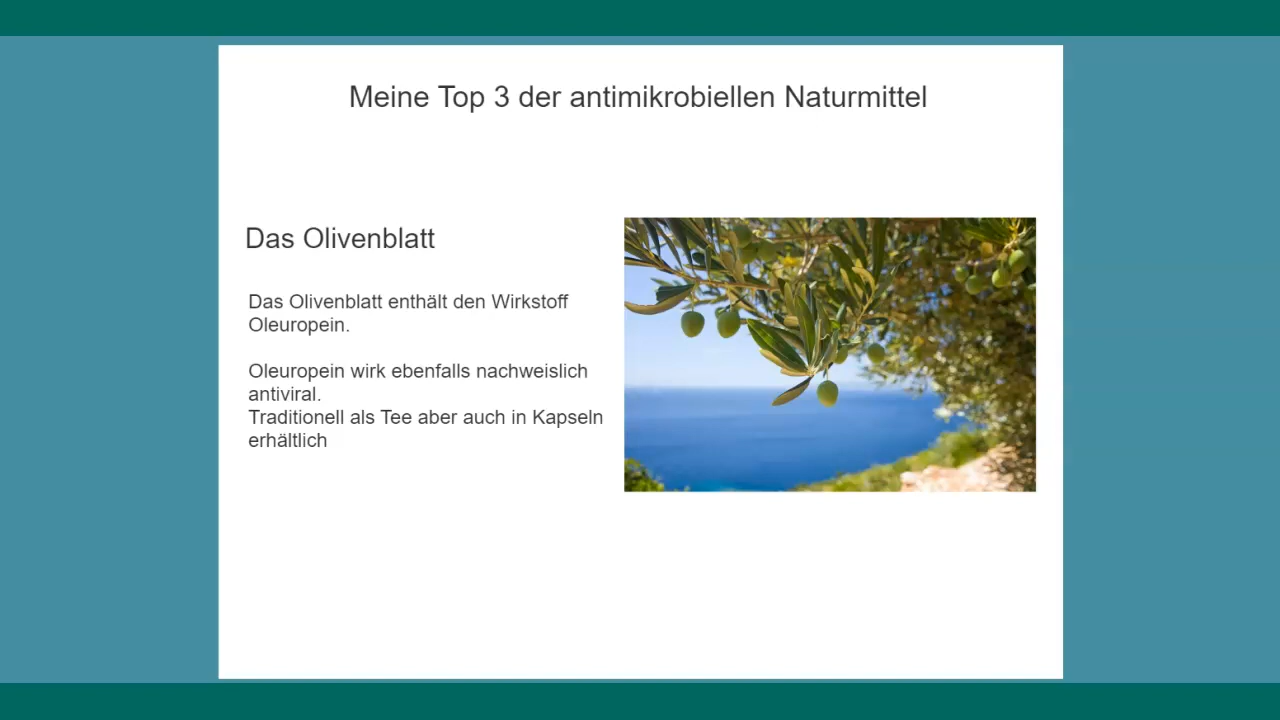 Meine Top 3 der antimikrobiellen Naturmittel
Das Olivenblatt
Das Olivenblatt enthält den Wirkstoff
Oleuropein.
Oleuropein wirk ebenfalls nachweislich
antiviral.
Traditionell als Tee aber auch in Kapseln
erhältlich